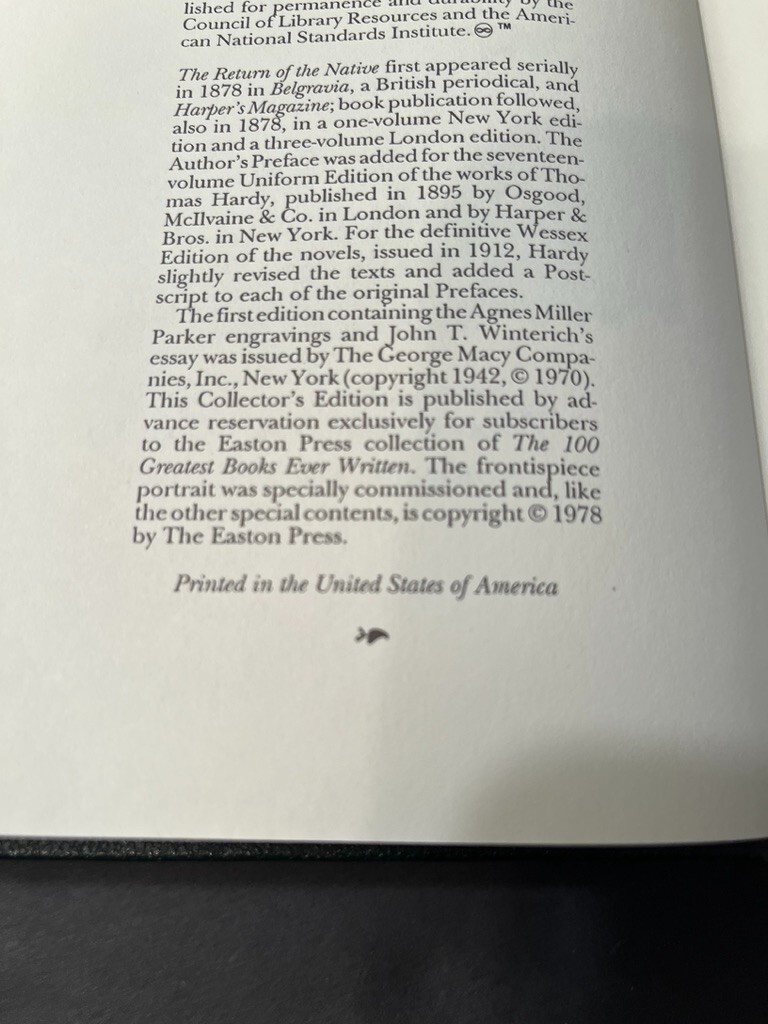 lished for permanence and durability by the
Council of Library Resources and the Ameri-
can National Standards Institute. ♾ ™
The Return of the Native first appeared serially
in 1878 in Belgravia, a British periodical, and
Harper's Magazine; book publication followed,
also in 1878, in a one-volume New York edi-
tion and a three-volume London edition. The
Author's Preface was added for the seventeen-
volume Uniform Edition of the works of Tho-
mas Hardy, published in 1895 by Osgood,
McIlvaine & Co. in London and by Harper &
Bros. in New York. For the definitive Wessex
Edition of the novels, issued in 1912, Hardy
slightly revised the texts and added a Post-
script to each of the original Prefaces.
The first edition containing the Agnes Miller
Parker engravings and John T. Winterich's
essay was issued by The George Macy Compa-
nies, Inc., New York (copyright 1942, © 1970).
This Collector's Edition is published by ad-
vance reservation exclusively for subscribers
to the Easton Press collection of The 100
Greatest Books Ever Written. The frontispiece
portrait was specially commissioned and, like
the other special contents, is copyright © 1978
by The Easton Press.
Printed in the United States of America